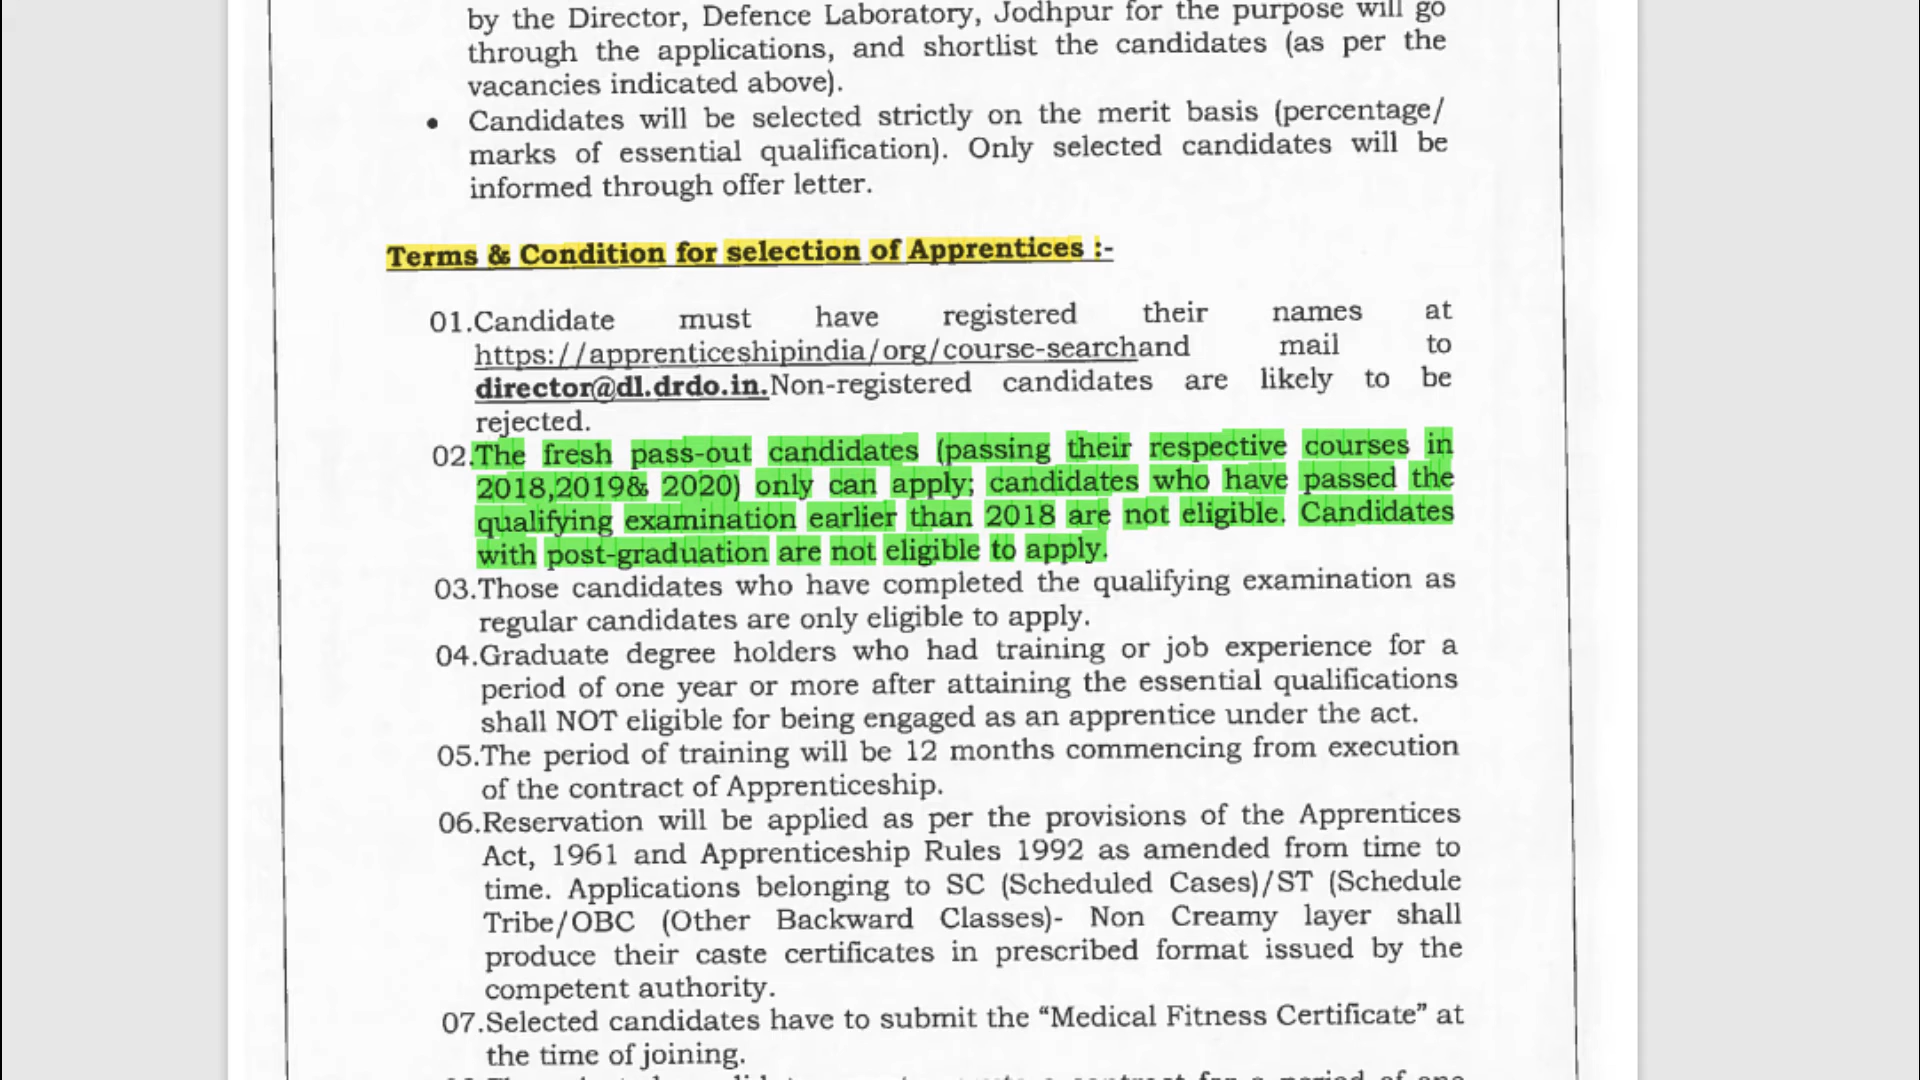 by the Director, Defence Laboratory, Jodhpur for the purpose will go
through the applications, and shortlist the candidates (as per the
vacancies indicated above).
• Candidates will be selected strictly on the merit basis (percentage/
marks of essential qualification). Only selected candidates will be
informed through offer letter.
Terms & Condition for selection of Apprentices :-
01.Candidate must have registered their names at
https://apprenticeshipindia/org/course-searchand mail to
director@dl.drdo.in.Non-registered candidates are likely to be
rejected.
02.The fresh pass-out candidates (passing their respective courses in
2018,2019& 2020) only can apply; candidates who have passed the
qualifying examination earlier than 2018 are not eligible. Candidates
with post-graduation are not eligible to apply.
03.Those candidates who have completed the qualifying examination as
regular candidates are only eligible to apply.
04.Graduate degree holders who had training or job experience for a
period of one year or more after attaining the essential qualifications
shall NOT eligible for being engaged as an apprentice under the act.
05.The period of training will be 12 months commencing from execution
of the contract of Apprenticeship.
06.Reservation will be applied as per the provisions of the Apprentices
Act, 1961 and Apprenticeship Rules 1992 as amended from time to
time. Applications belonging to SC (Scheduled Cases)/ST (Schedule
Tribe/OBC (Other Backward Classes)- Non Creamy layer shall
produce their caste certificates in prescribed format issued by the
competent authority.
07.Selected candidates have to submit the “Medical Fitness Certificate” at
the time of joining.